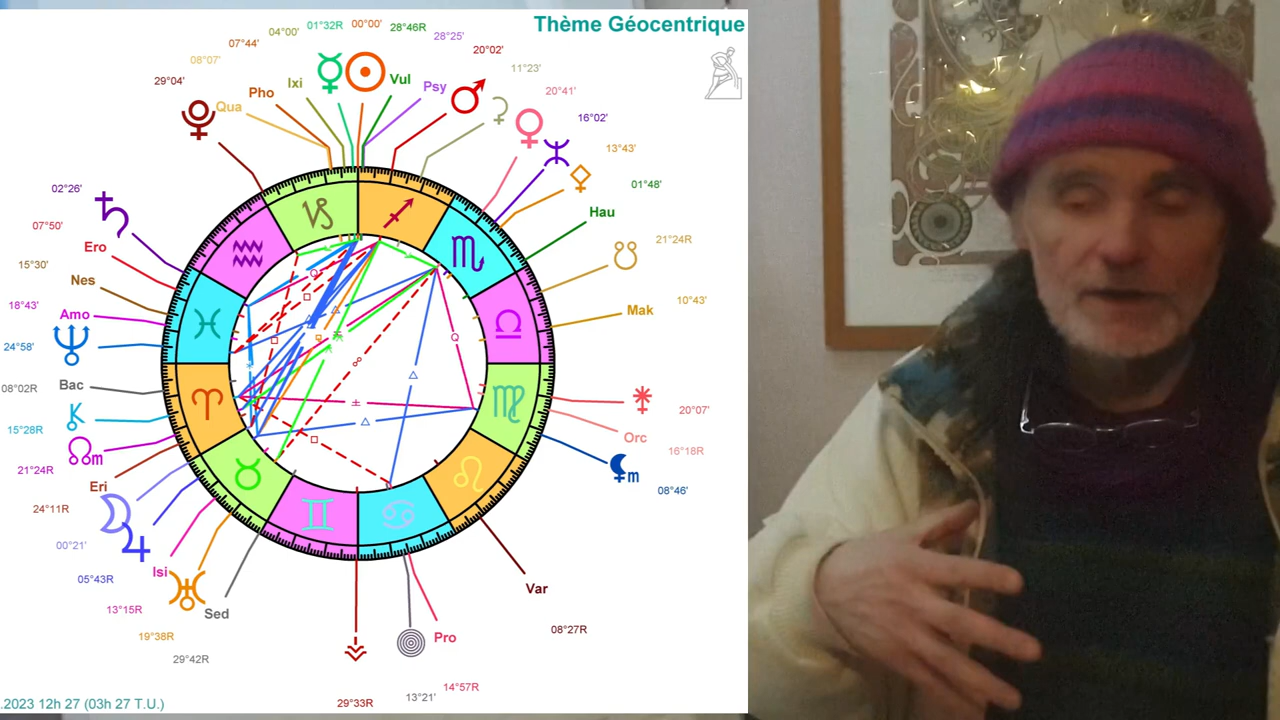 Thème Géocentrique
00°00'
01°32R
28°46R
04°00'
28°25'
07°44'
20°02'
08°07'
11°23'
29°04'
20°41'
Ixi
Vul
Psy
Pho
Qua
16°02'
13°43'
02°26'
01°48'
07°50'
Hau
Ero
21°24R
15°30'
Nes
18°43'
Amo
10°43'
Mak
24°58'
08°02R
Bac
15°28R
20°07'
Orc
16°18R
21°24R
m
m
08°46'
Eri
24°11R
00°21'
05°43R
Isi
13°15R
Sed
Var
19°38R
08°27R
Pro
29°42R
14°57R
13°21'
29°33R
.2023 12h 27 (03h 27 T.U.)